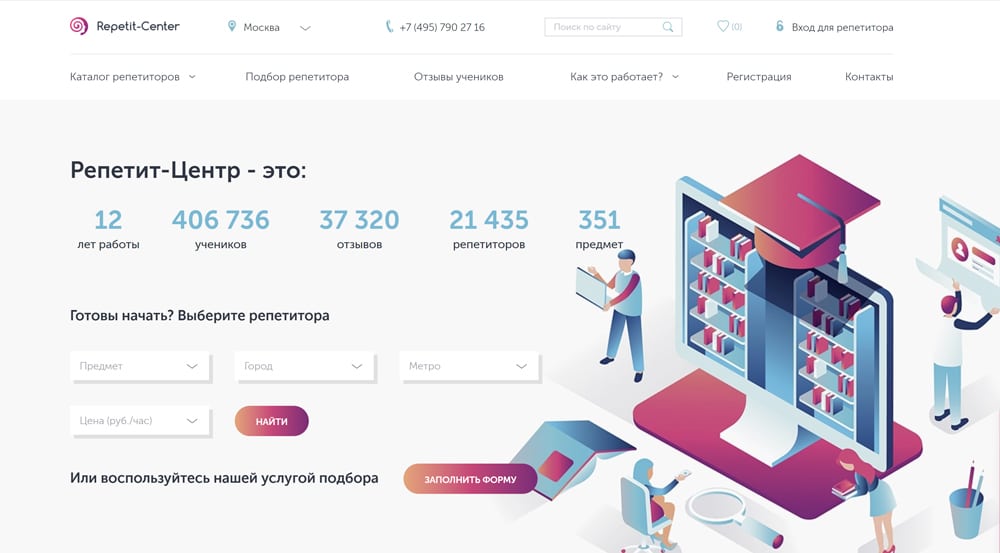 Repetit-Center
Москва
+7 (495) 790 27 16
Поиск по сайту
(0)
Вход для репетитора
Каталог репетиторов
Подбор репетитора
Отзывы учеников
Как это работает?
Регистрация
Контакты
Репетит-Центр - это:
12 406 736 37 320 21 435 351
лет работы учеников отзывов репетиторов предмет
Готовы начать? Выберите репетитора
Предмет
Город
Метро
Цена (руб./час)
НАЙТИ
Или воспользуйтесь нашей услугой подбора
ЗАПОЛНИТЬ ФОРМУ